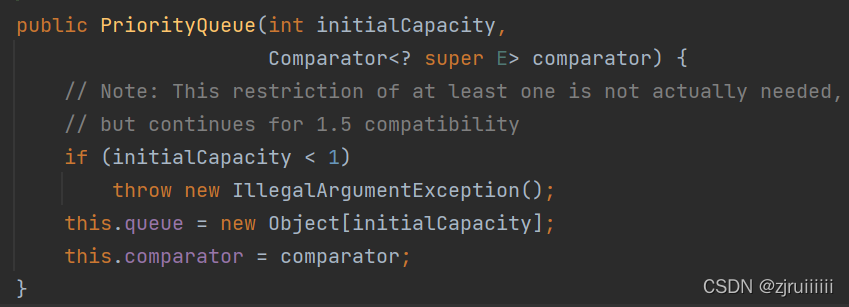 public PriorityQueue(int initialCapacity,
Comparator<? super E> comparator) {
// Note: This restriction of at least one is not actually needed,
// but continues for 1.5 compatibility
if (initialCapacity < 1)
throw new IllegalArgumentException();
this.queue = new Object[initialCapacity];
this.comparator = comparator;
}
CSDN @zjruiiiiii